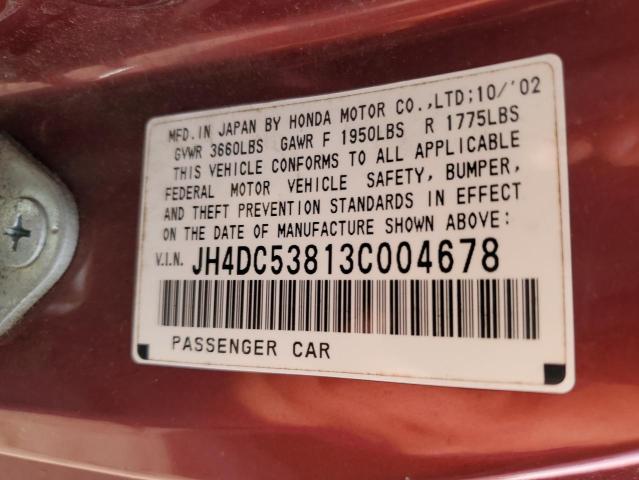 MFD. IN JAPAN BY HONDA MOTOR CO.,LTD;10/'02
GVWR 3660LBS GAWR F 1950LBS R 1775LBS
THIS VEHICLE CONFORMS TO ALL APPLICABLE
FEDERAL MOTOR VEHICLE SAFETY, BUMPER,
AND THEFT PREVENTION STANDARDS IN EFFECT
ON THE DATE OF MANUFACTURE SHOWN ABOVE:
V.I.N. JH4DC53813C004678
PASSENGER CAR